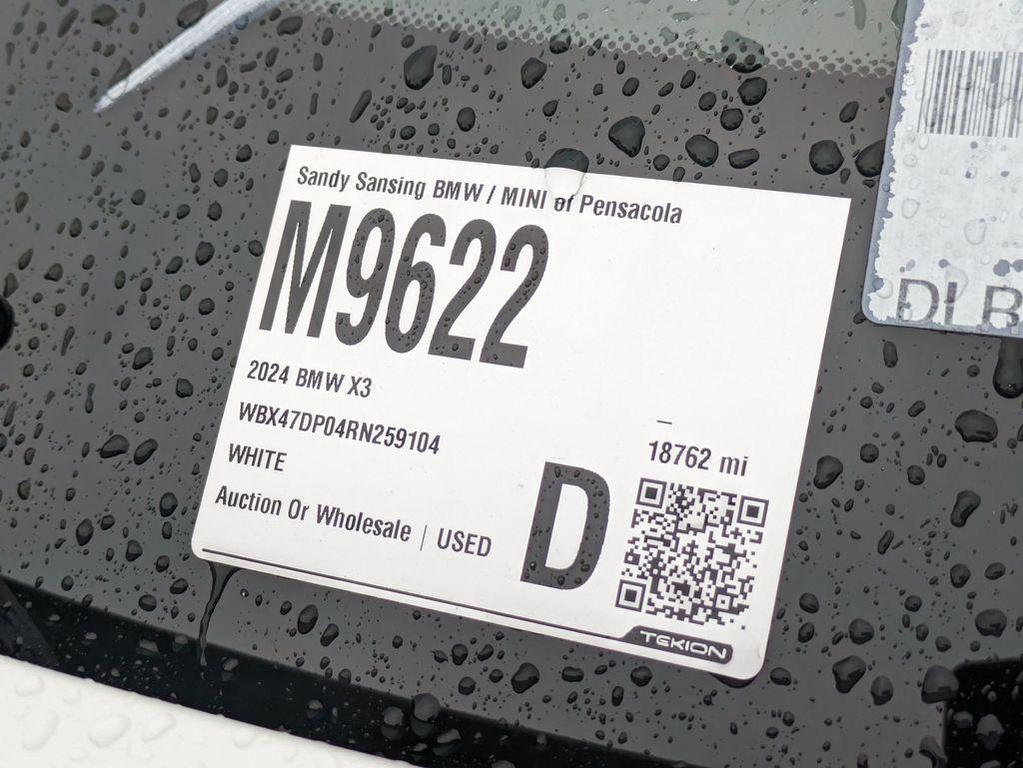 Sandy Sansing BMW / MINI of Pensacola
M9622
2024 BMW X3
WBX47DP04RN259104
WHITE
Auction Or Wholesale | USED
–
18762 mi
D
TEKION
DLB